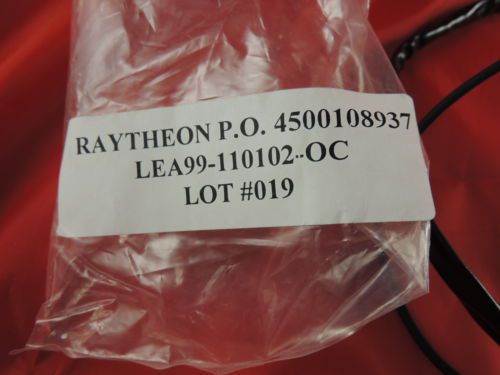 RAYTHEON P.O. 4500108937
LEA99-110102-OC
LOT #019